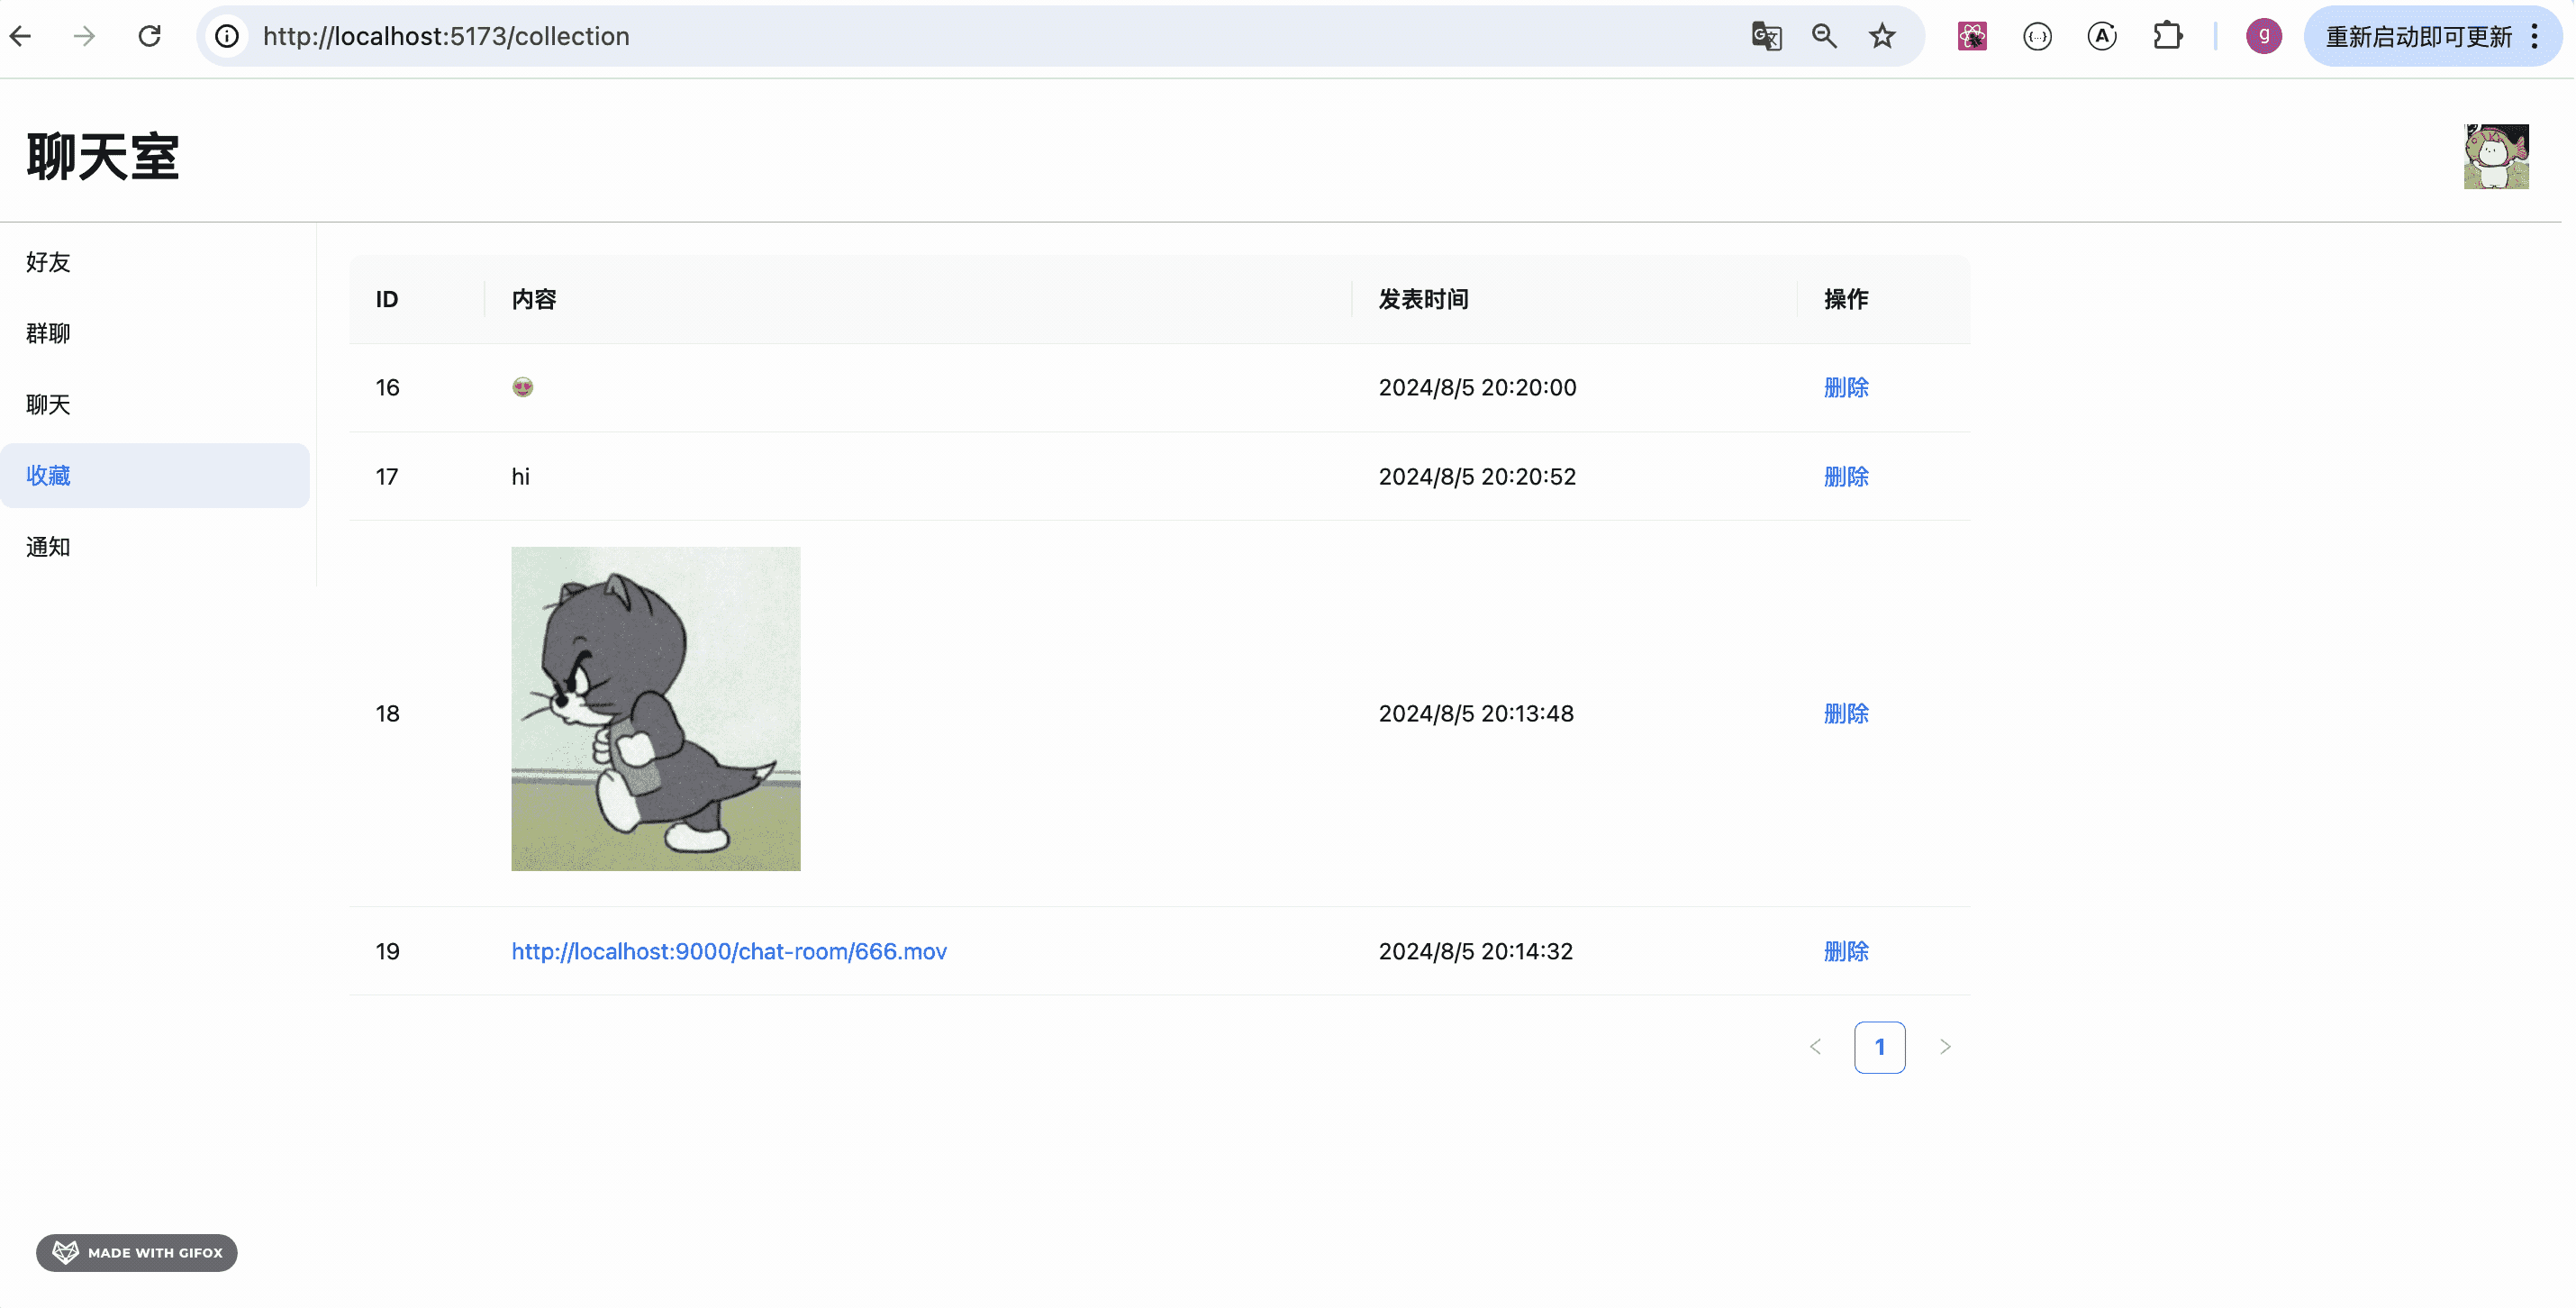 http://localhost:5173/collection
g
重新启动即可更新
聊天室
好友
群聊
聊天
收藏
通知
ID 内容 发表时间 操作
16 😍 2024/8/5 20:20:00 删除
17 hi 2024/8/5 20:20:52 删除
18 2024/8/5 20:13:48 删除
19 http://localhost:9000/chat-room/666.mov 2024/8/5 20:14:32 删除
< 1 >
MADE WITH GIFOX